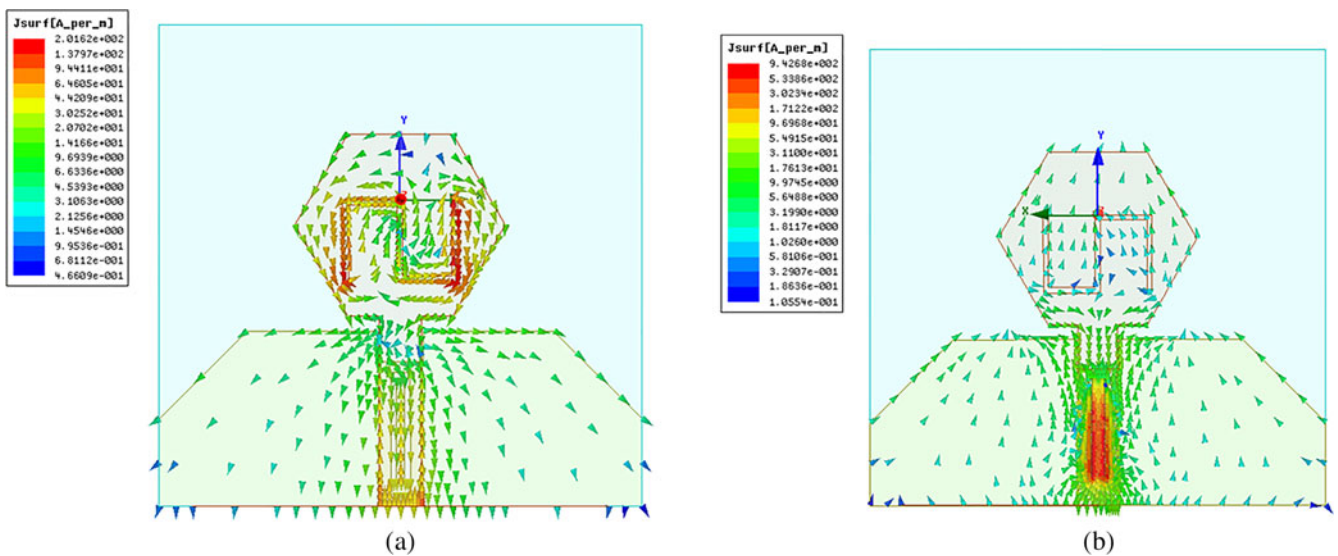 Jsurf[A_per_m]
2.0162e+002
1.3797e+002
9.4411e+001
6.4605e+001
4.4209e+001
3.0252e+001
2.0702e+001
1.4166e+001
9.6939e+000
6.6336e+000
4.5393e+000
3.1063e+000
2.1256e+000
1.4546e+000
9.9536e-001
6.8112e-001
4.6609e-001
Y
(a)
Jsurf[A_per_m]
9.4268e+002
5.3386e+002
3.0234e+002
1.7122e+002
9.6968e+001
5.4915e+001
3.1100e+001
1.7613e+001
9.9745e+000
5.6488e+000
3.1990e+000
1.8117e+000
1.0260e+000
5.8106e-001
3.2907e-001
1.8636e-001
1.0554e-001
Y
X
(b)